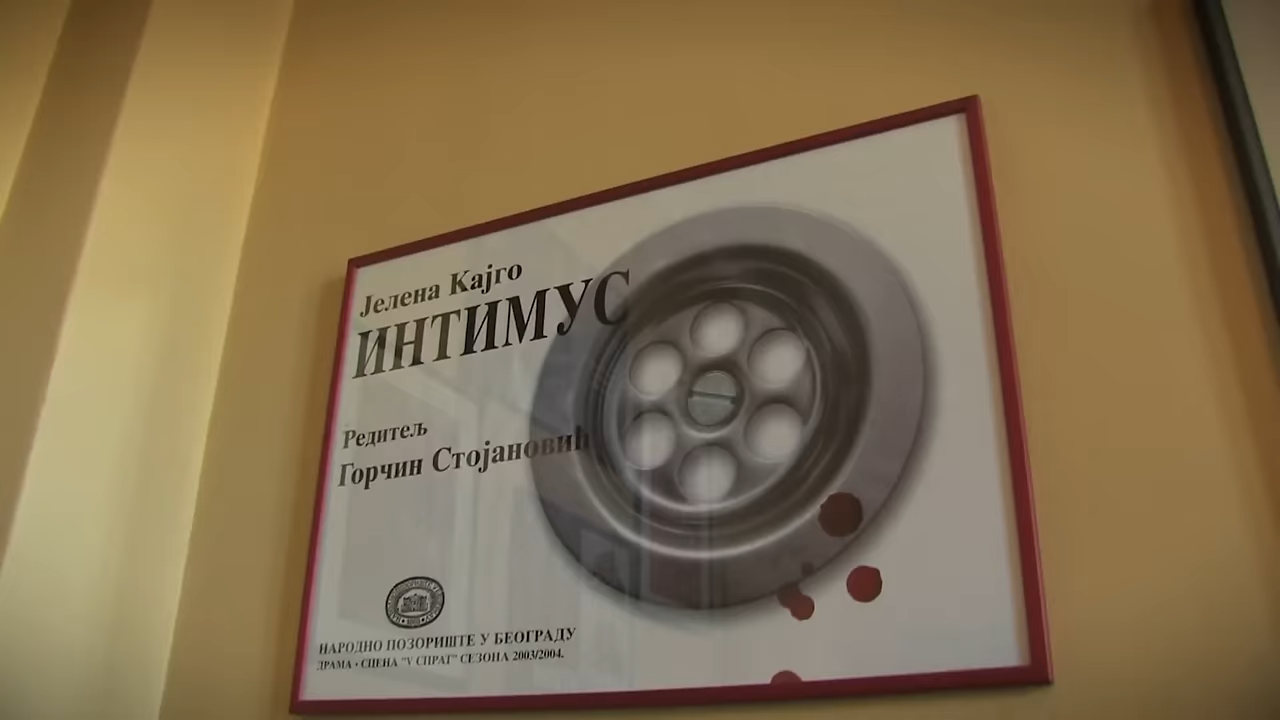 Јелена Кајго
ИНТИМУС
Редитељ
Горчин Стојановић
НАРОДНО ПОЗОРИШТЕ У БЕОГРАДУ
ДРАМА • СЦЕНА "V СПРАТ" СЕЗОНА 2003/2004.